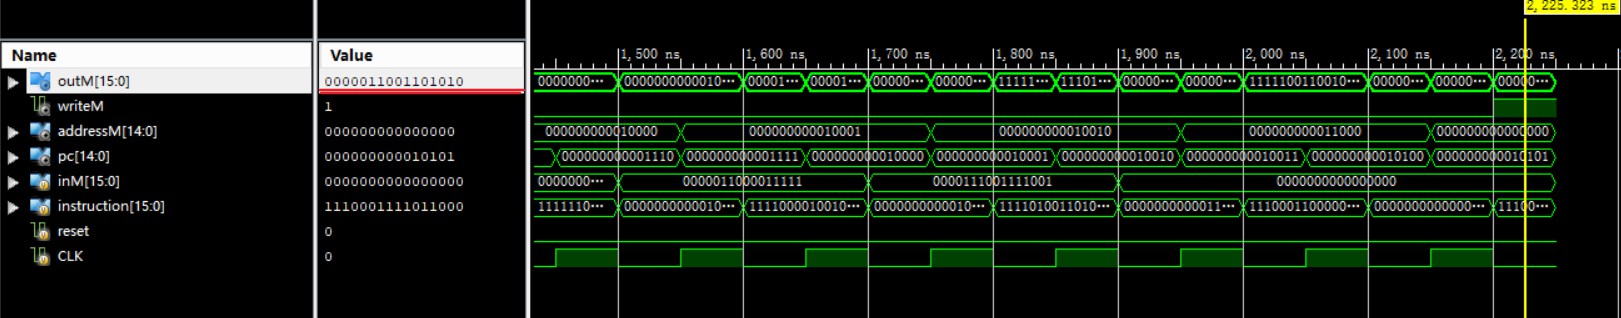 2,225.323 ns
Name Value 1,500 ns 1,600 ns 1,700 ns 1,800 ns 1,900 ns 2,000 ns 2,100 ns 2,200 ns
outM[15:0] 0000011001101010 0000000··· 0000000000010··· 00001··· 00001··· 00000··· 00000··· 11111··· 11101··· 00000··· 00000··· 1111100110010··· 00000··· 00000··· 00000···
writeM 1
addressM[14:0] 000000000000000 000000000010000 000000000010001 000000000010010 000000000011000 000000000000000
pc[14:0] 000000000010101 000000000001110 000000000001111 000000000010000 000000000010001 000000000010010 000000000010011 000000000010100 000000000010101
inM[15:0] 0000000000000000 0000000··· 0000011000011111 0000111001111001 0000000000000000
instruction[15:0] 1110001111011000 1111110··· 0000000000010··· 1111000010010··· 0000000000010··· 1111010011010··· 0000000000011··· 1110001100000··· 0000000000000··· 11100···
reset 0
CLK 0